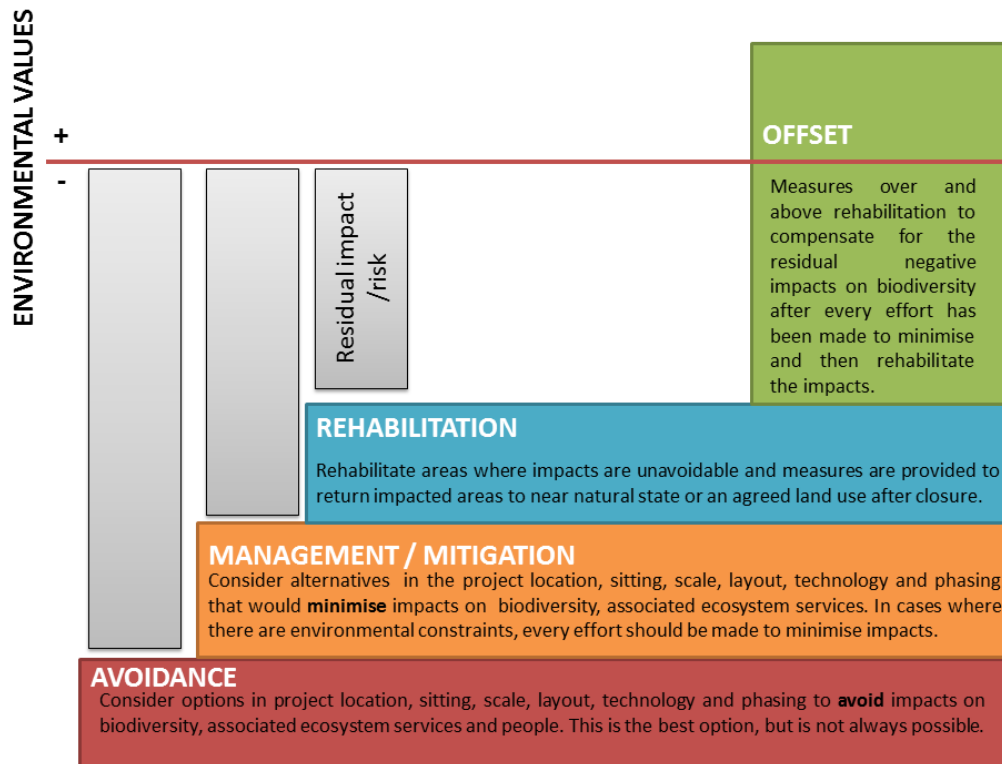 ENVIRONMENTAL VALUES
+
-
OFFSET
Measures over and
above rehabilitation to
compensate for the
residual negative
impacts on biodiversity
after every effort has
been made to minimise
and then rehabilitate
the impacts.
Residual impact
/risk
REHABILITATION
Rehabilitate areas where impacts are unavoidable and measures are provided to
return impacted areas to near natural state or an agreed land use after closure.
MANAGEMENT / MITIGATION
Consider alternatives in the project location, sitting, scale, layout, technology and phasing
that would minimise impacts on biodiversity, associated ecosystem services. In cases where
there are environmental constraints, every effort should be made to minimise impacts.
AVOIDANCE
Consider options in project location, sitting, scale, layout, technology and phasing to avoid impacts on
biodiversity, associated ecosystem services and people. This is the best option, but is not always possible.